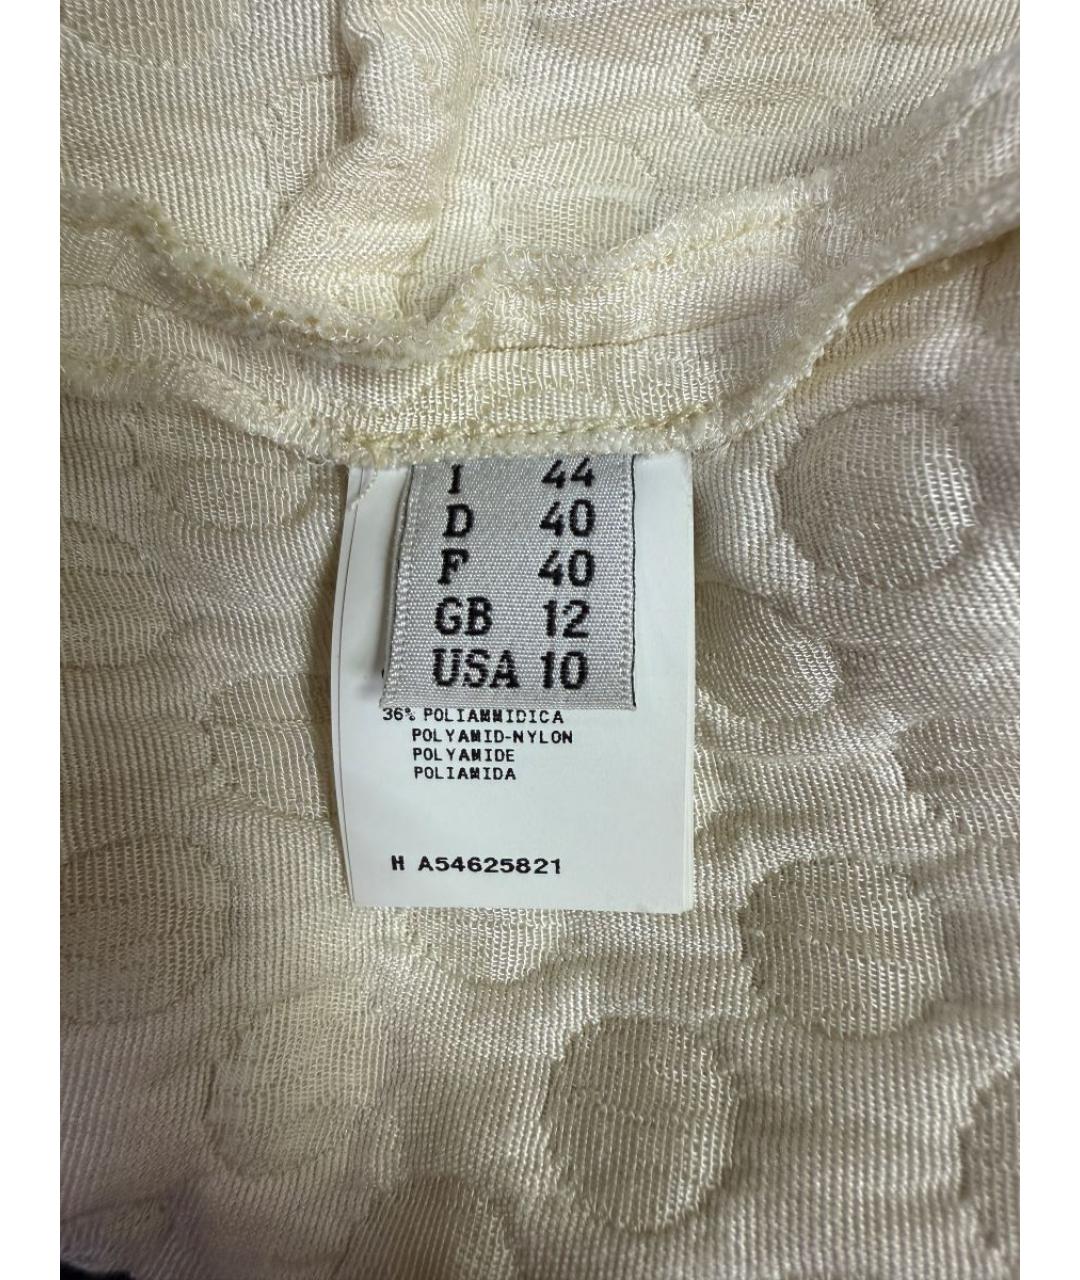 I 44
D 40
F 40
GB 12
USA 10
36% POLIAMMIDICA
POLYAMID-NYLON
POLYAMIDE
POLIAMIDA
H A54625821